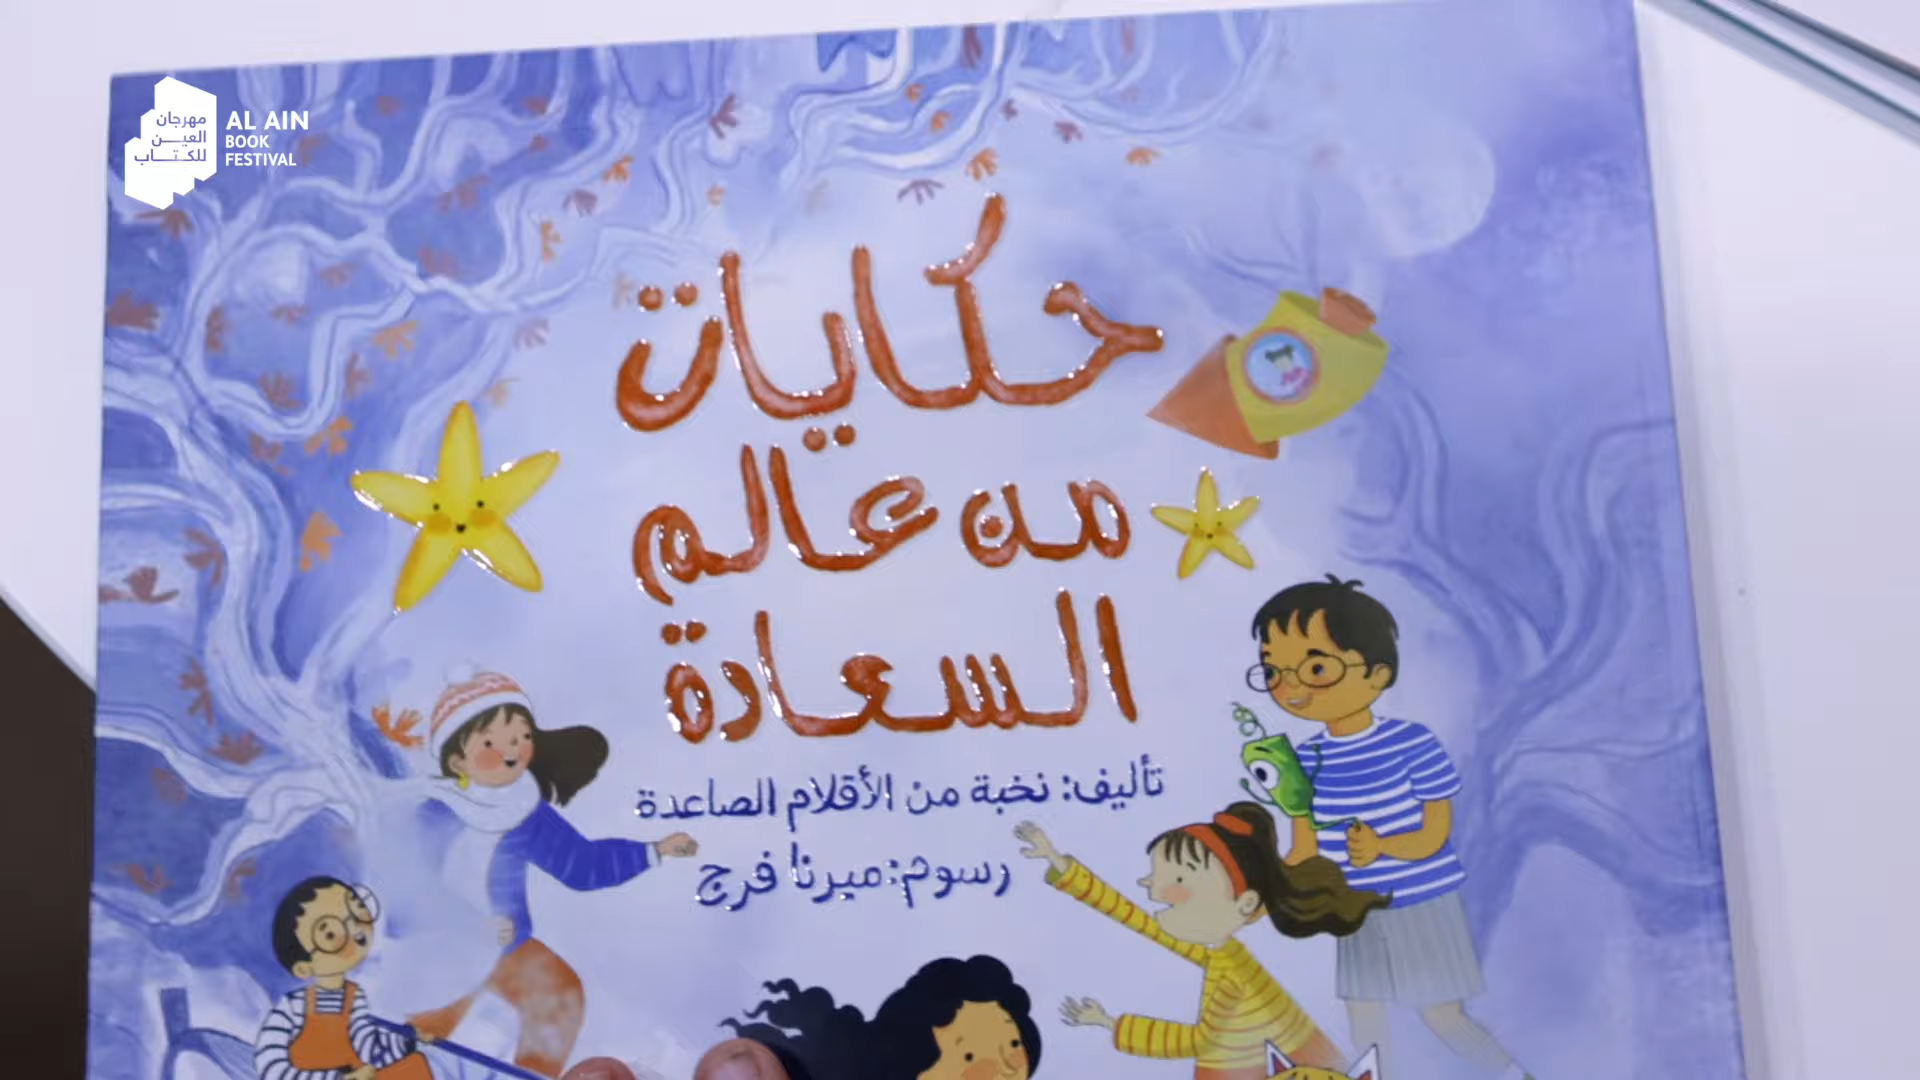 مهرجان
العين
للكتاب
AL AIN
BOOK
FESTIVAL
حكايات
من عالم
السعادة
تأليف: نخبة من الأقلام الصاعدة
رسوم: ميرنا فرج